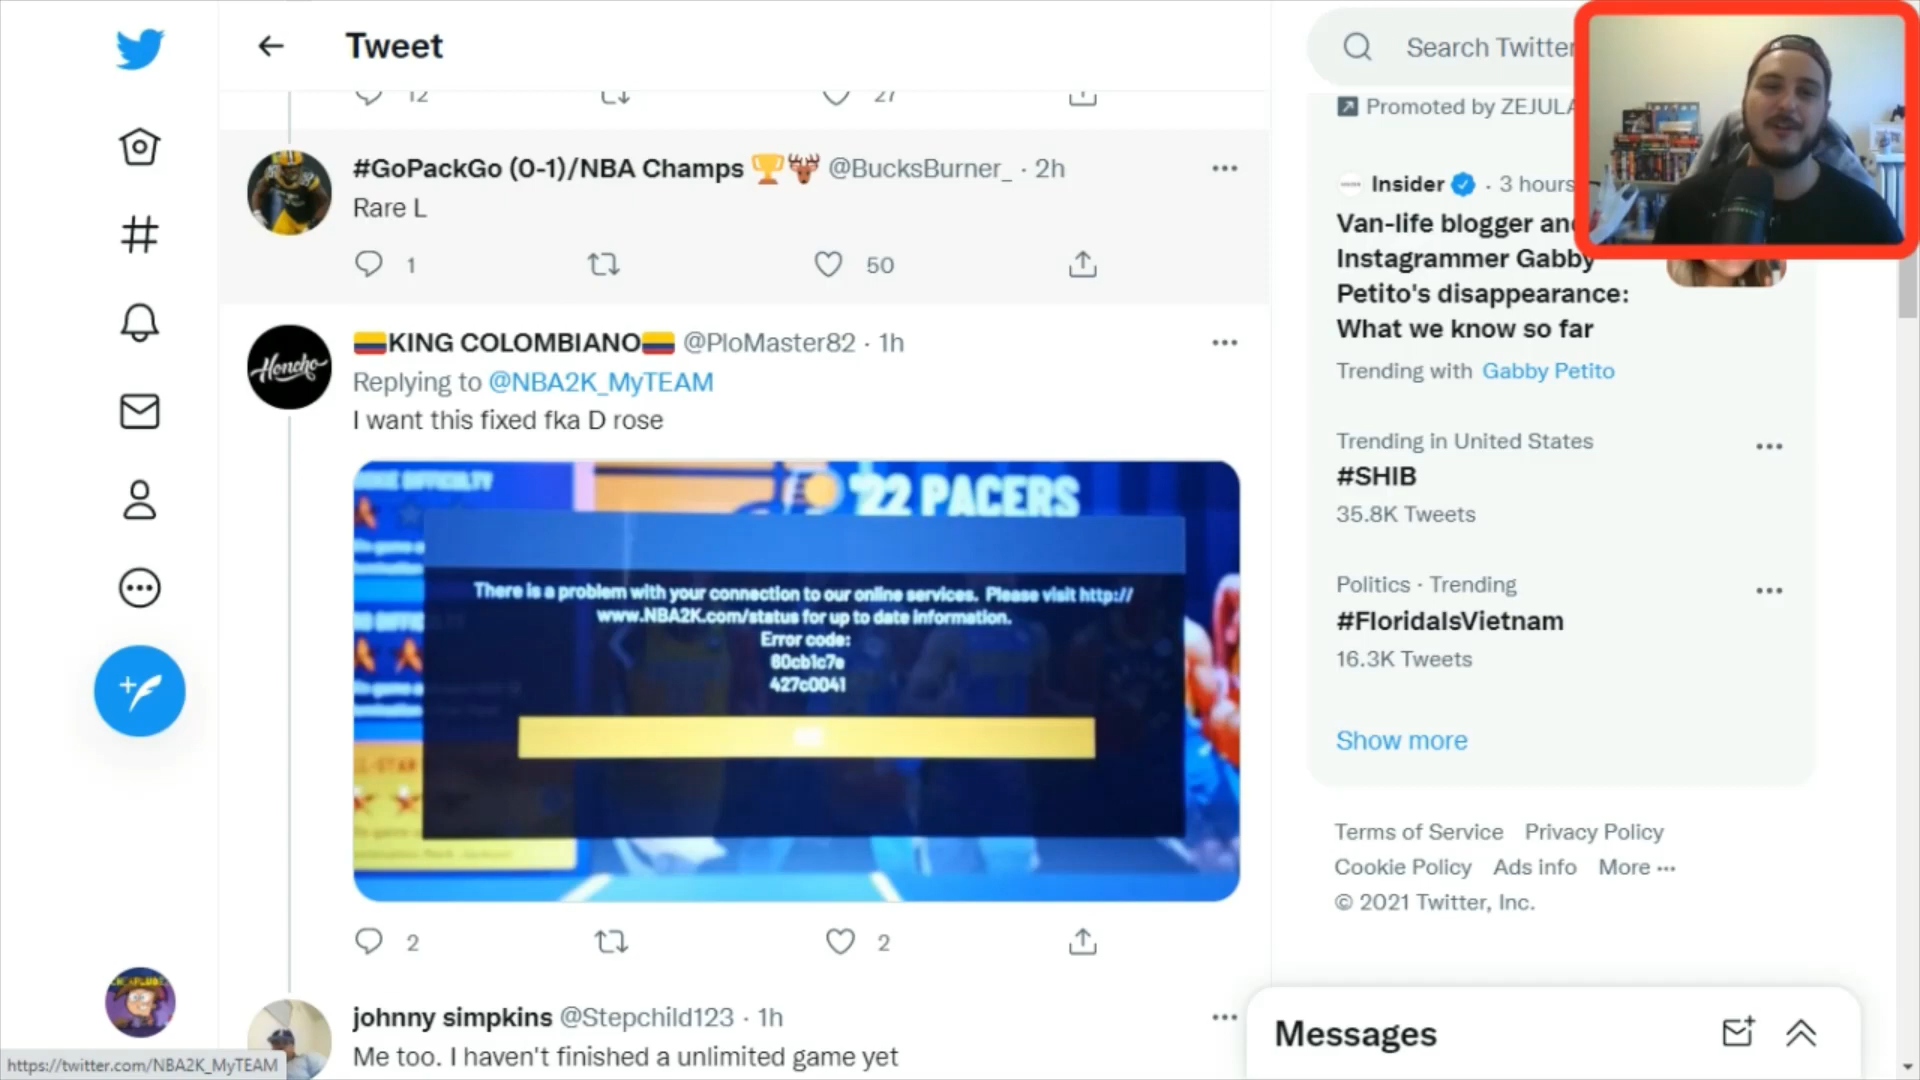 Tweet
12
27
#GoPackGo (0-1)/NBA Champs 🏆 @BucksBurner_ · 2h
Rare L
1
50
Honcho
🇨🇴KING COLOMBIANO🇨🇴 @PloMaster82 · 1h
Replying to @NBA2K_MyTEAM
I want this fixed fka D rose
'22 PACERS
There is a problem with your connection to our online services. Please visit http://
www.NBA2K.com/status for up to date information.
Error code:
80cb1c7e
427c0041
2
2
johnny simpkins @Stepchild123 · 1h
Me too. I haven't finished a unlimited game yet
https://twitter.com/NBA2K_MyTEAM
Search Twitter
Promoted by ZEJULA
Insider · 3 hours
Van-life blogger and
Instagrammer Gabby
Petito's disappearance:
What we know so far
Trending with Gabby Petito
Trending in United States
#SHIB
35.8K Tweets
Politics · Trending
#FloridaIsVietnam
16.3K Tweets
Show more
Terms of Service Privacy Policy
Cookie Policy Ads info More
© 2021 Twitter, Inc.
Messages